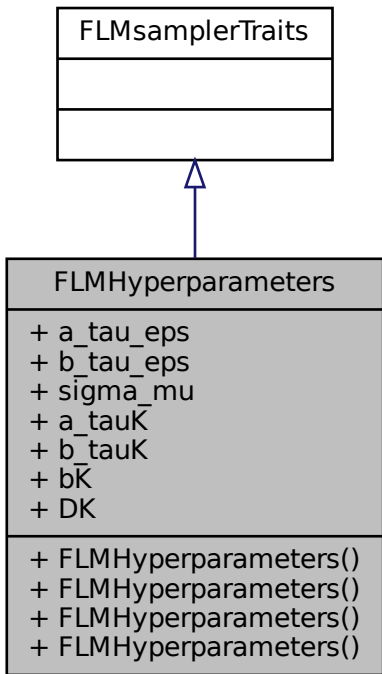 FLMsamplerTraits
FLMHyperparameters
+ a_tau_eps
+ b_tau_eps
+ sigma_mu
+ a_tauK
+ b_tauK
+ bK
+ DK
+ FLMHyperparameters()
+ FLMHyperparameters()
+ FLMHyperparameters()
+ FLMHyperparameters()